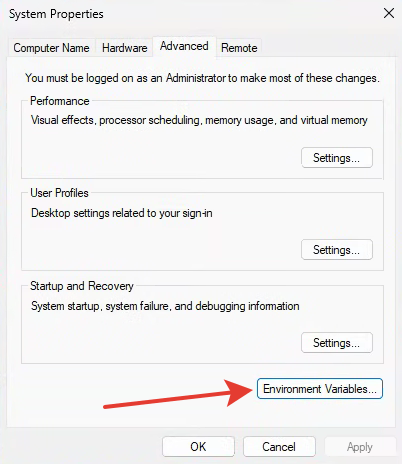 System Properties
Computer Name Hardware Advanced Remote
You must be logged on as an Administrator to make most of these changes.
Performance
Visual effects, processor scheduling, memory usage, and virtual memory
Settings...
User Profiles
Desktop settings related to your sign-in
Settings...
Startup and Recovery
System startup, system failure, and debugging information
Settings...
Environment Variables...
OK Cancel Apply